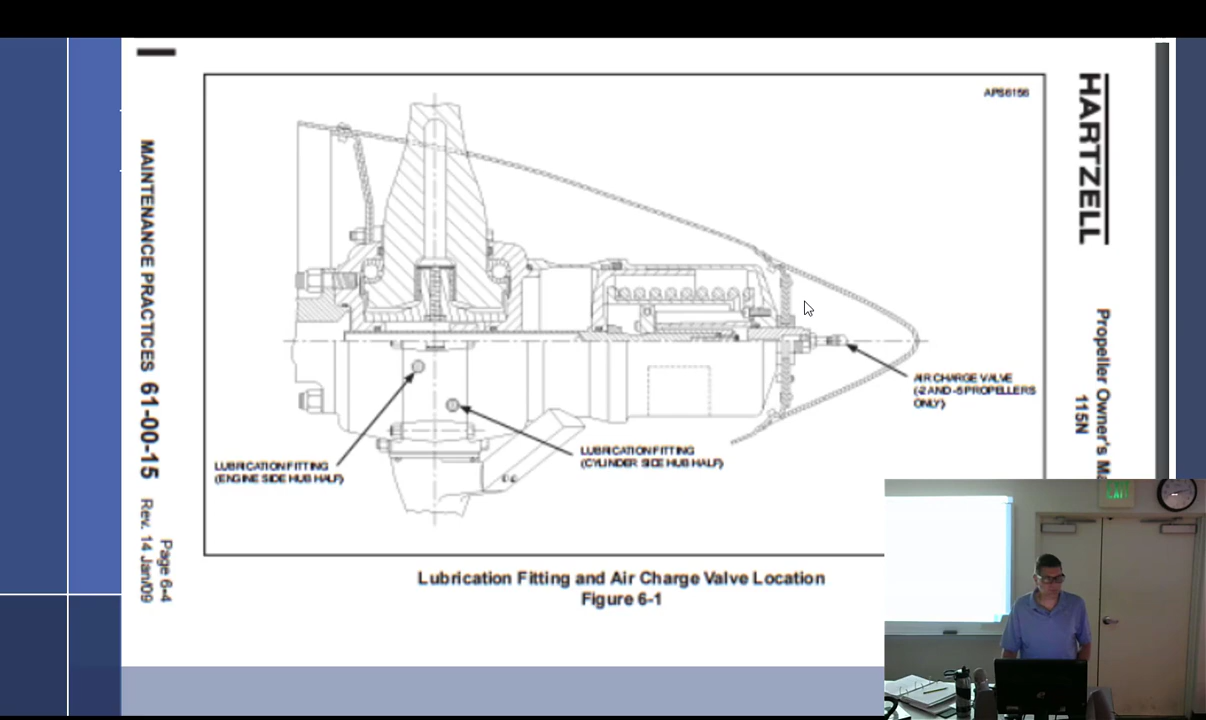 HARTZELL
Propeller Owner's
115N
APS6156
AIR CHARGE VALVE
(-2 AND -5 PROPELLERS
ONLY)
LUBRICATION FITTING
(CYLINDER SIDE HUB HALF)
LUBRICATION FITTING
(ENGINE SIDE HUB HALF)
Lubrication Fitting and Air Charge Valve Location
Figure 6-1
MAINTENANCE PRACTICES 61-00-15
Page 6-4
Rev. 14 Jan/09
EXIT